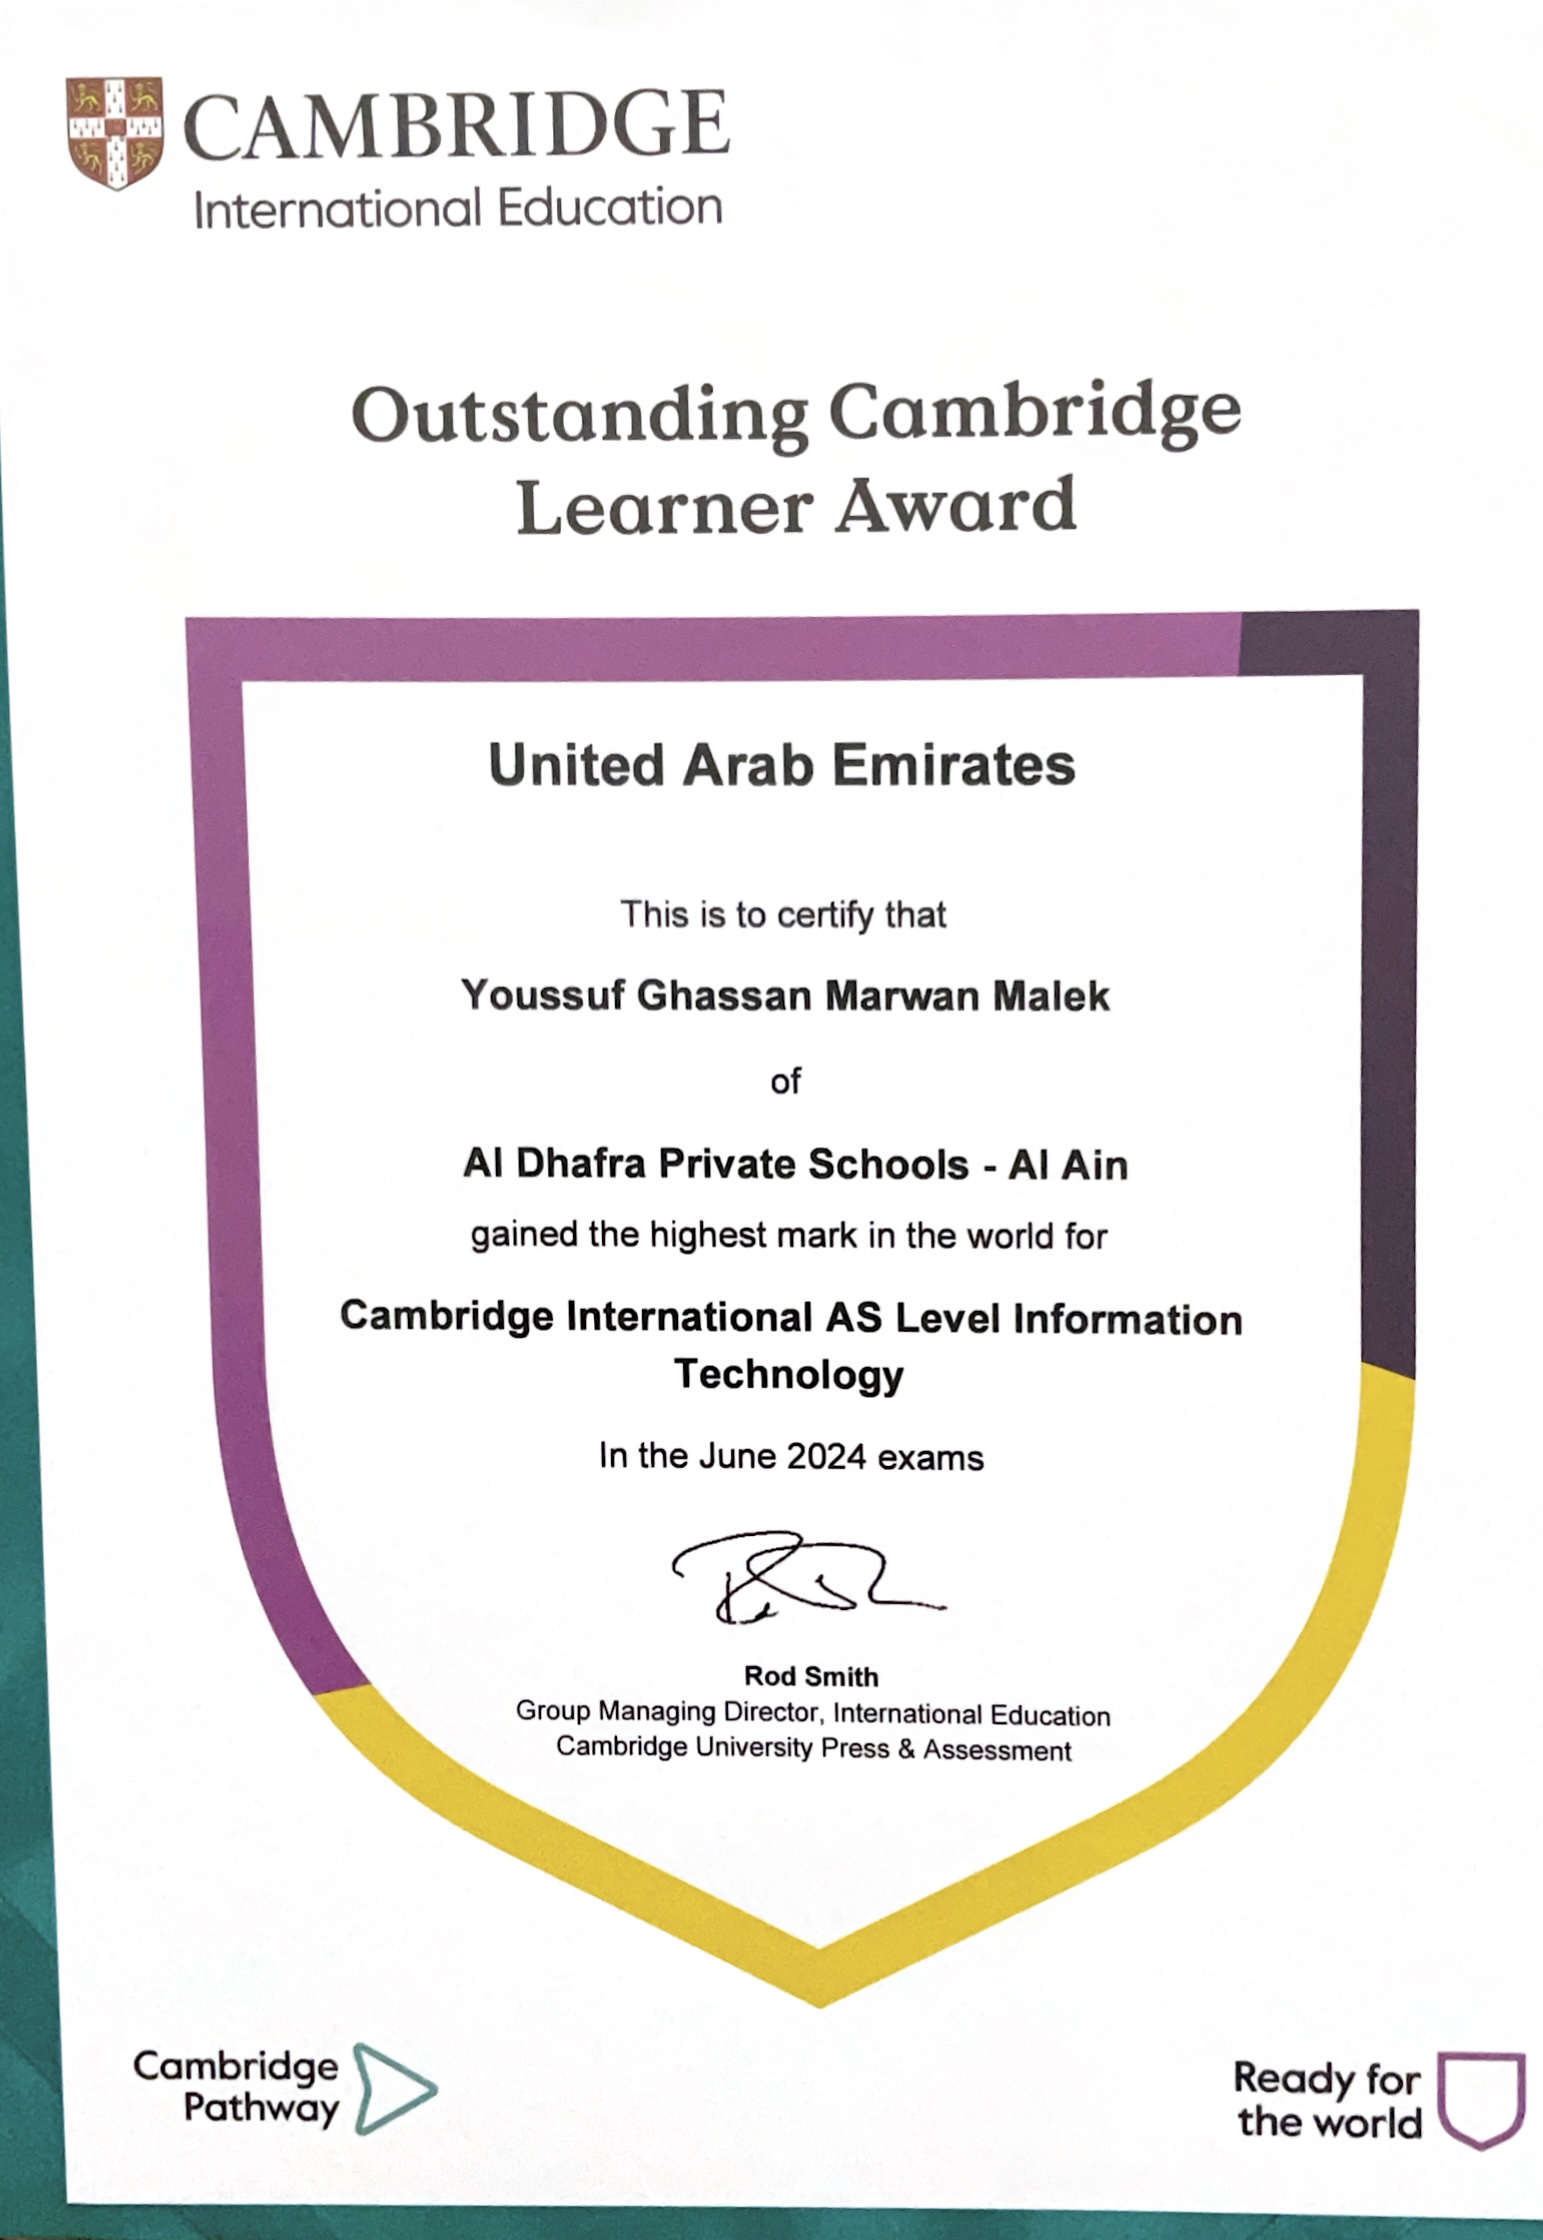 CAMBRIDGE
International Education
Outstanding Cambridge
Learner Award
United Arab Emirates
This is to certify that
Youssuf Ghassan Marwan Malek
of
Al Dhafra Private Schools - Al Ain
gained the highest mark in the world for
Cambridge International AS Level Information
Technology
In the June 2024 exams
Rod Smith
Group Managing Director, International Education
Cambridge University Press & Assessment
Cambridge
Pathway
Ready for
the world